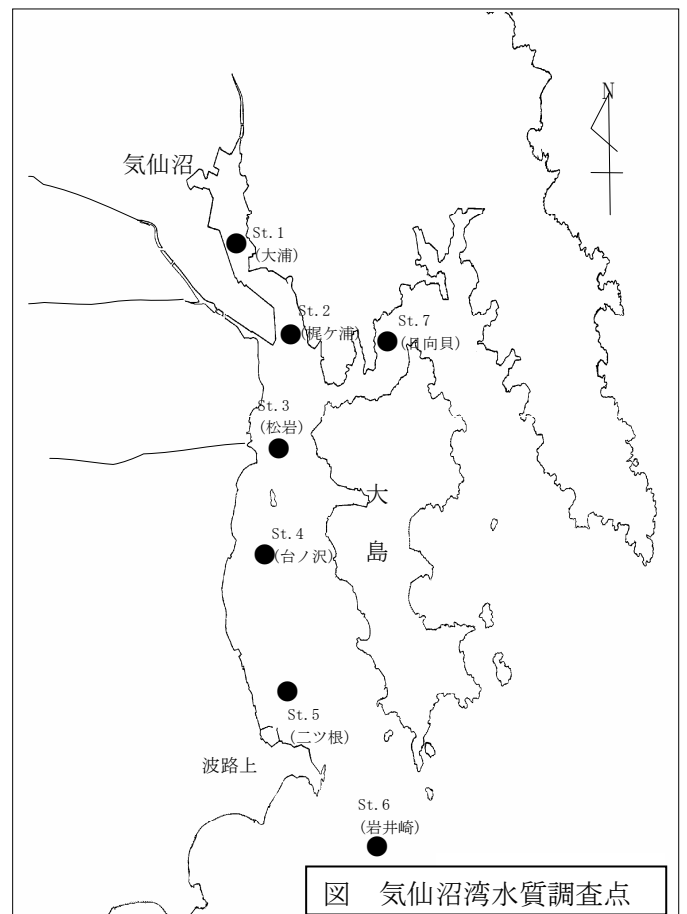 N
気仙沼
St.1
(大浦)
St.2
(梶ケ浦)
St.7
(日向貝)
St.3
(松岩)
大島
St.4
(台ノ沢)
St.5
(二ツ根)
波路上
St.6
(岩井崎)
図 気仙沼湾水質調査点